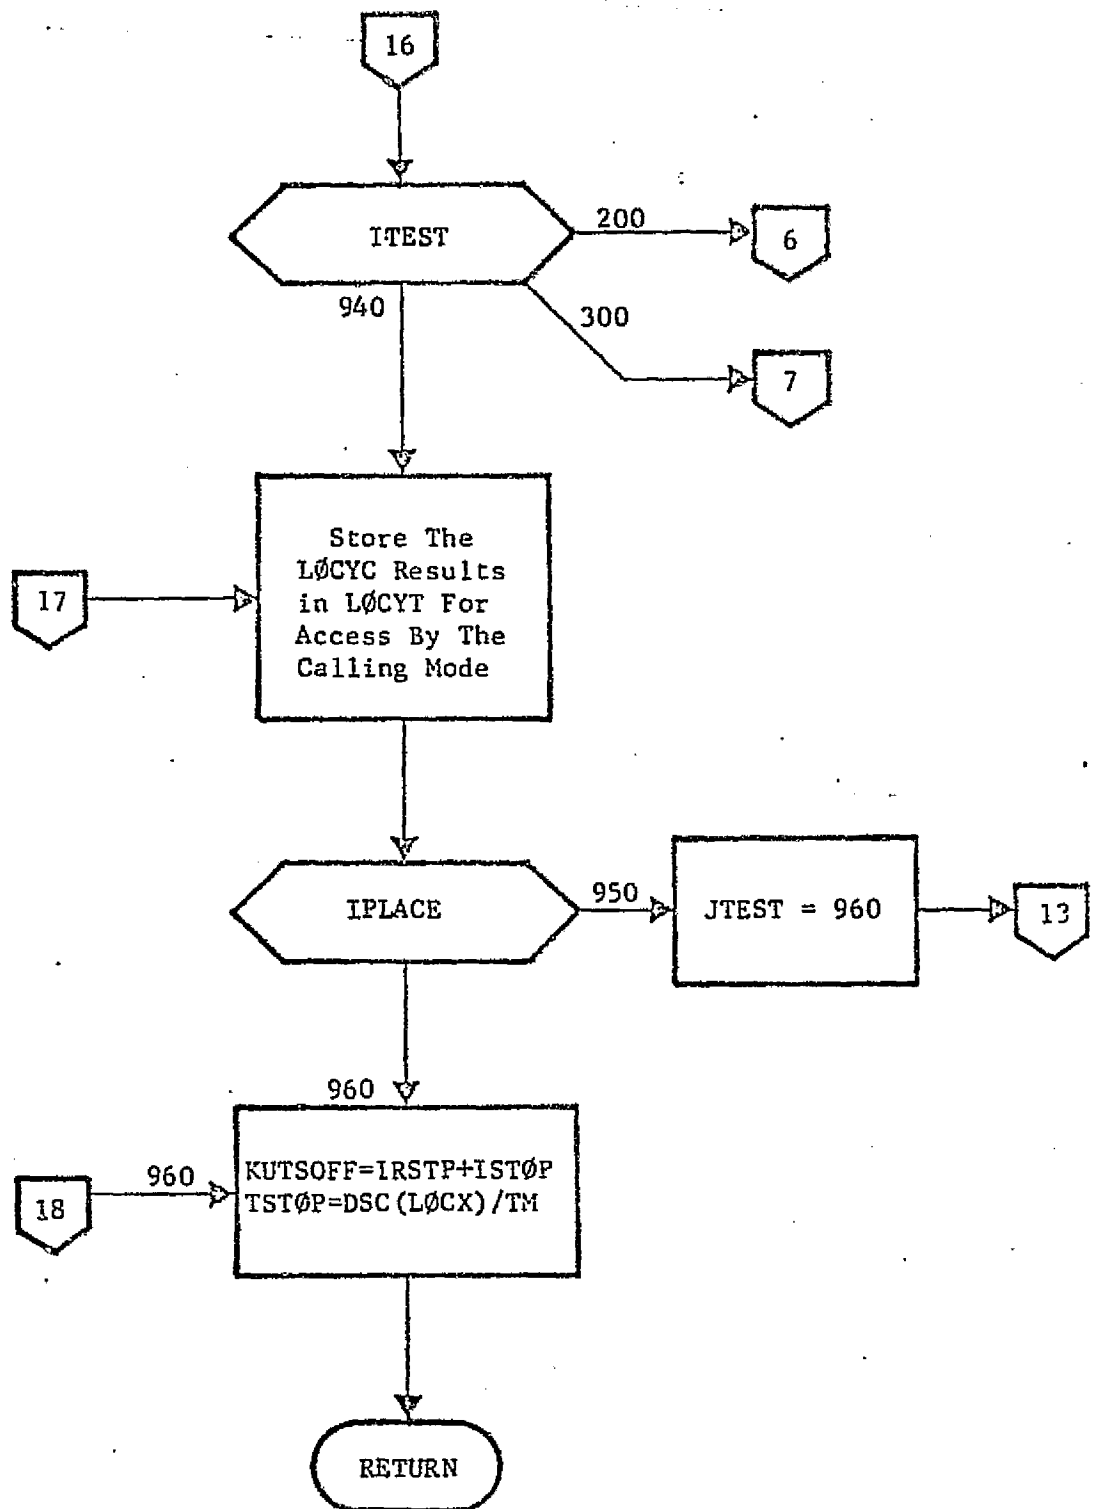 16
ITEST
200
6
940
300
7
Store The
LØCYC Results
in LØCYT For
Access By The
Calling Mode
17
IPLACE
950
JTEST = 960
13
960
KUTSOFF=IRSTP+ISTØP
TSTØP=DSC(LØCX)/TM
960
18
RETURN